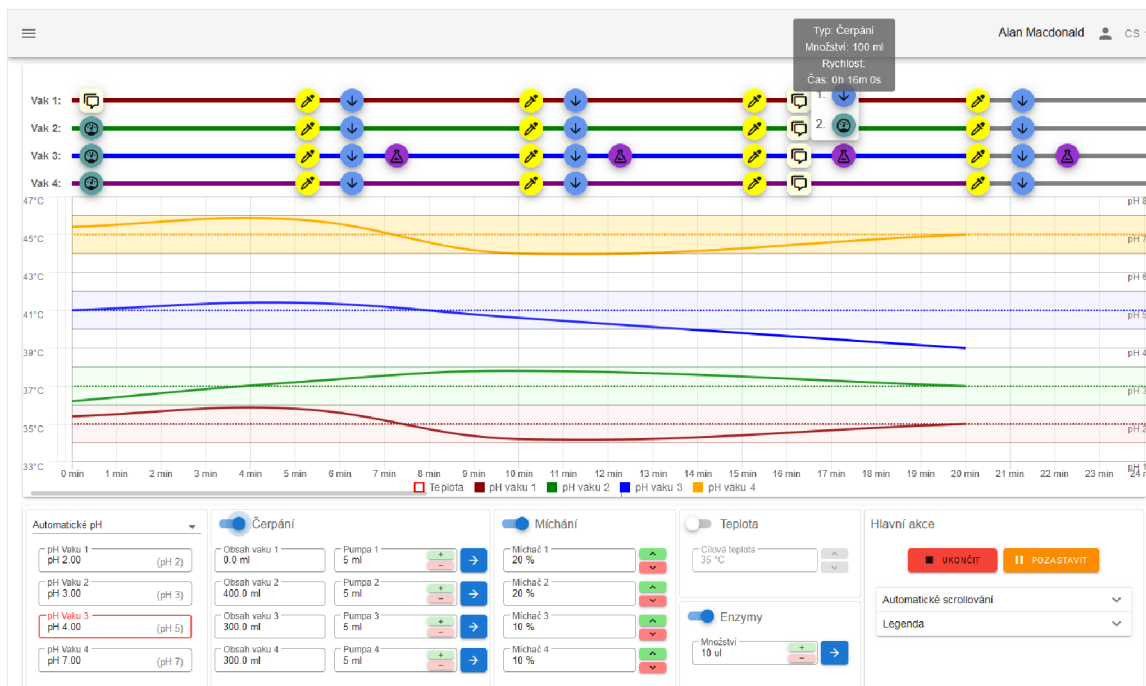 Alan Macdonald CS
Typ: Čerpání
Množství: 100 ml
Rychlost:
Čas: 0h 16m 0s
1.
2.
Vak 1:
Vak 2:
Vak 3:
Vak 4:
47°C
45°C
43°C
41°C
39°C
37°C
35°C
33°C
pH 8
pH 7
pH 6
pH 5
pH 4
pH 3
pH 2
pH 1
0 min 1 min 2 min 3 min 4 min 5 min 6 min 7 min 8 min 9 min 10 min 11 min 12 min 13 min 14 min 15 min 16 min 17 min 18 min 19 min 20 min 21 min 22 min 23 min
Teplota pH vaku 1 pH vaku 2 pH vaku 3 pH vaku 4
Automatické pH
pH Vaku 1
pH 2.00 (pH 2)
pH Vaku 2
pH 3.00 (pH 3)
pH Vaku 3
pH 4.00 (pH 5)
pH Vaku 4
pH 7.00 (pH 7)
Čerpání
Obsah vaku 1 Pumpa 1
0.0 ml 5 ml
Obsah vaku 2 Pumpa 2
400.0 ml 5 ml
Obsah vaku 3 Pumpa 3
300.0 ml 5 ml
Obsah vaku 4 Pumpa 4
300.0 ml 5 ml
Míchání
Míchač 1
20 %
Míchač 2
20 %
Míchač 3
10 %
Míchač 4
10 %
Teplota
Cílová teplota
35 °C
Enzymy
Množství
10 ul
Hlavní akce
UKONČIT POZASTAVIT
Automatické scrollování
Legenda